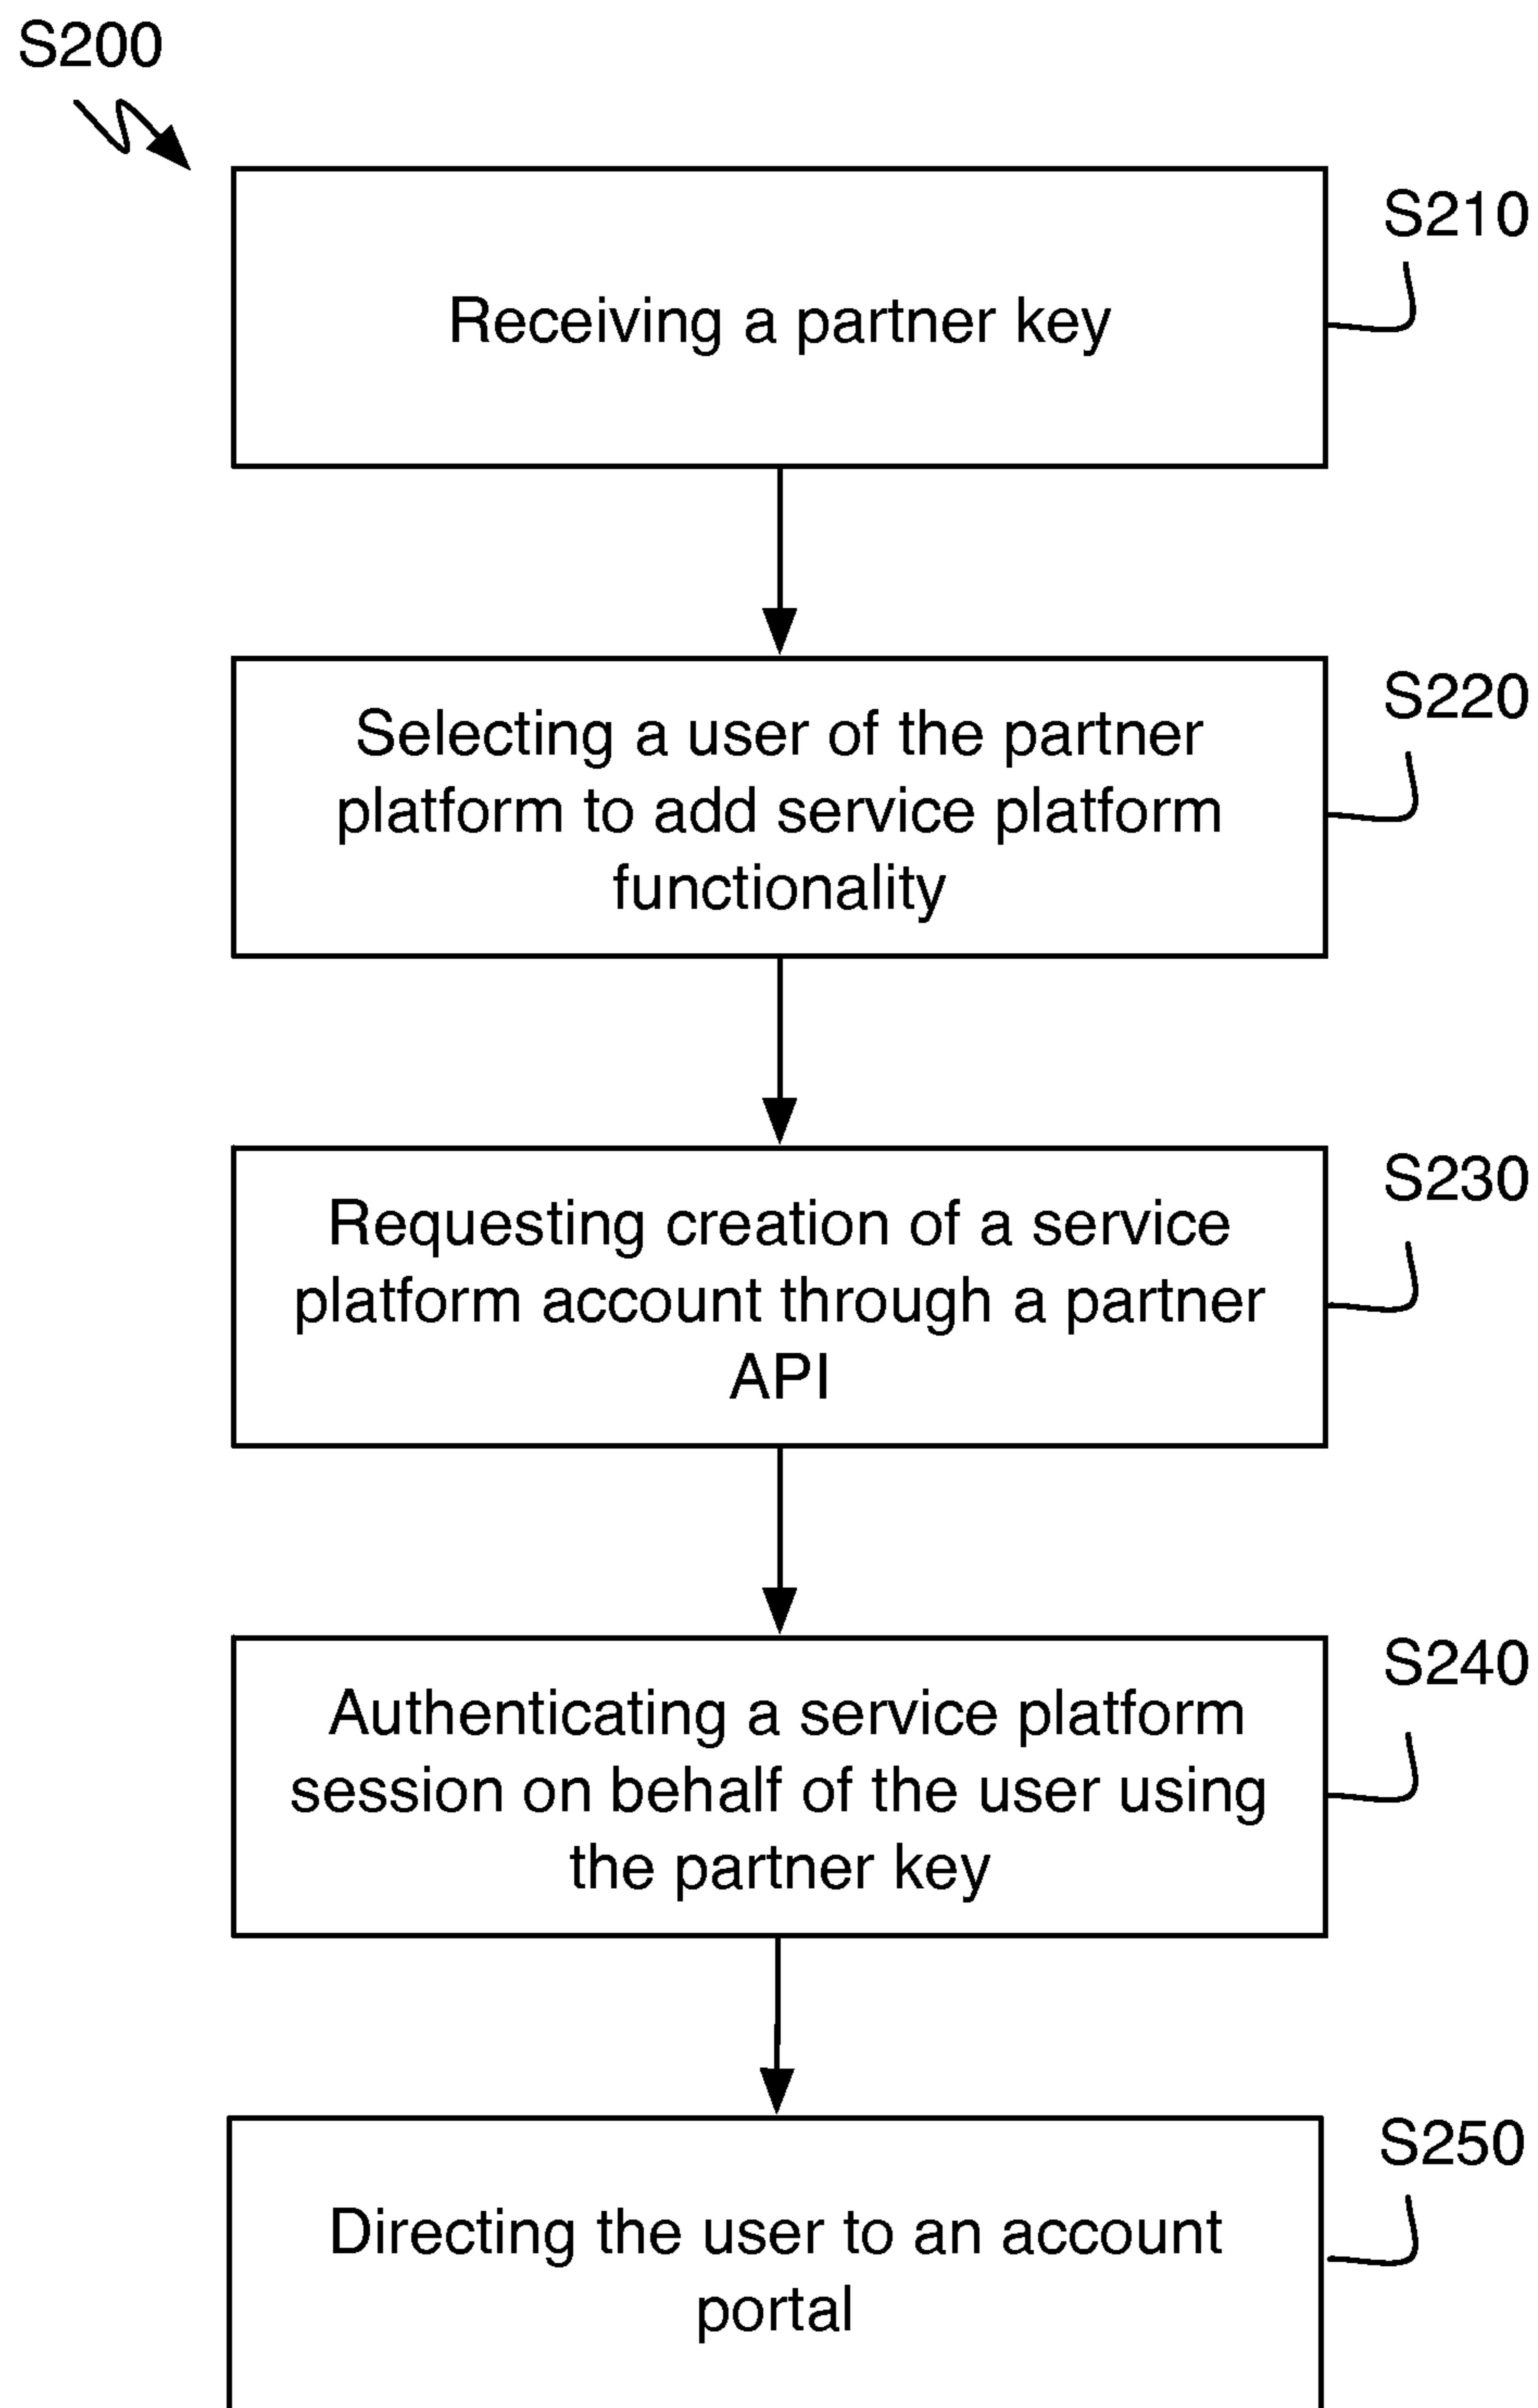 S200
S210
Receiving a partner key
S220
Selecting a user of the partner
platform to add service platform
functionality
S230
Requesting creation of a service
platform account through a partner
API
S240
Authenticating a service platform
session on behalf of the user using
the partner key
S250
Directing the user to an account
portal